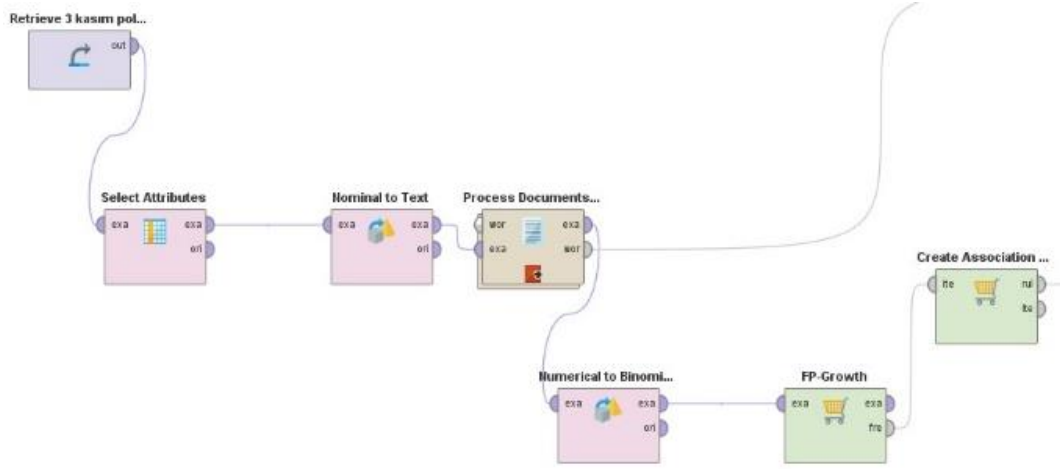 Retrieve 3 kasım pol...
out
Select Attributes
exa exa
ori
Nominal to Text
exa exa
ori
Process Documents...
wor exa
exa wor
Create Association ...
ite rul
ite
Numerical to Binomi...
exa exa
ori
FP-Growth
exa exa
fre